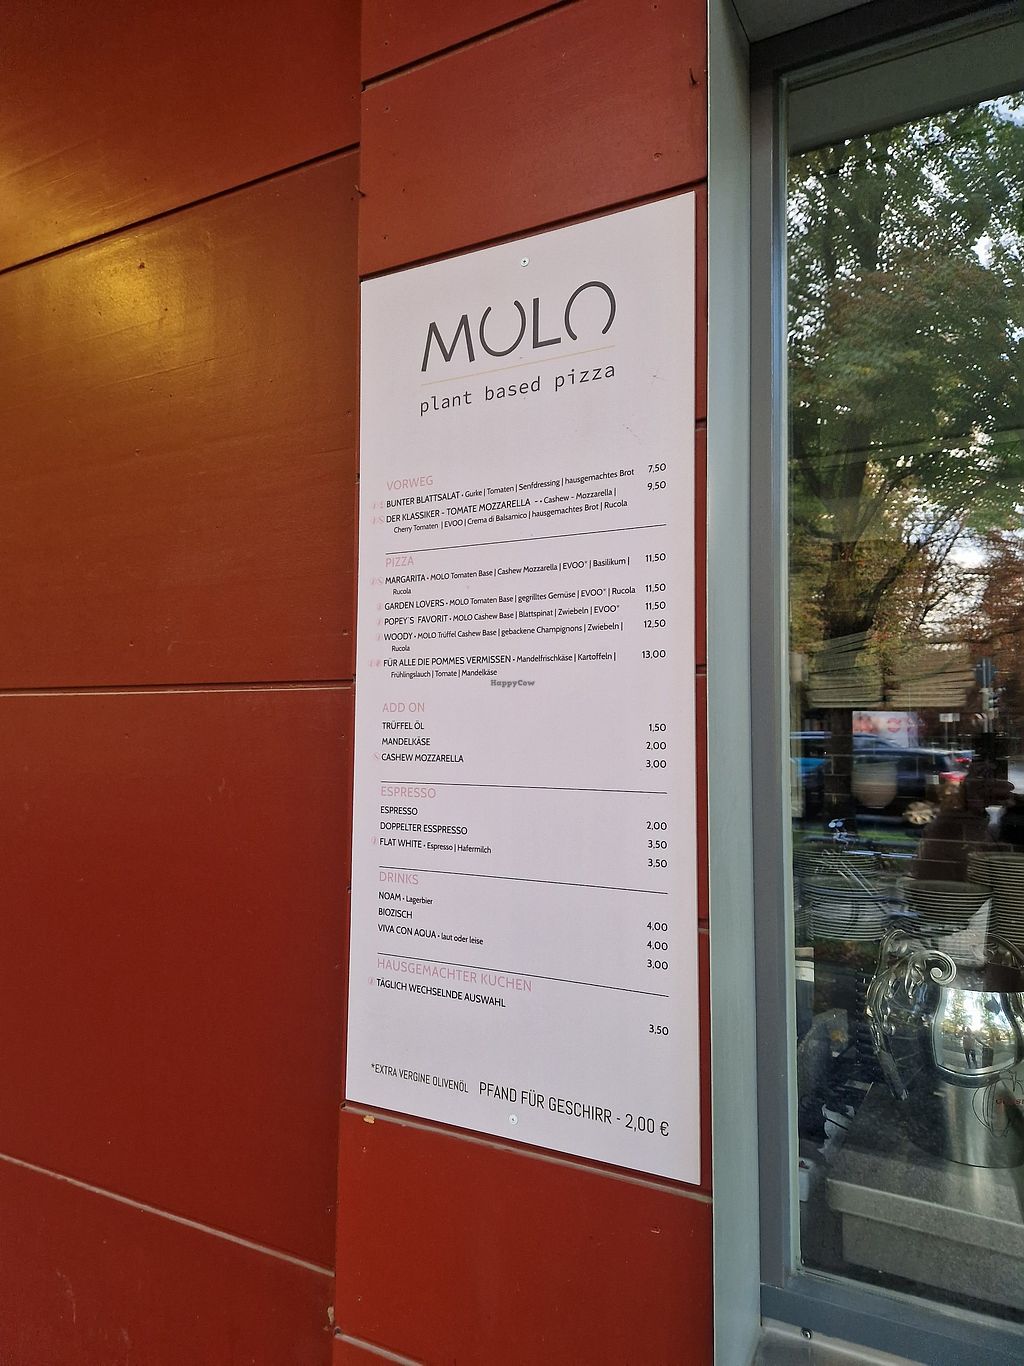 MOLO
plant based pizza
VORWEG
BUNTER BLATTSALAT • Gurke | Tomaten | Senfdressing | hausgemachtes Brot 7,50
DER KLASSIKER - TOMATE MOZZARELLA - • Cashew - Mozzarella | 9,50
Cherry Tomaten | EVOO | Crema di Balsamico | hausgemachtes Brot | Rucola
PIZZA
MARGARITA • MOLO Tomaten Base | Cashew Mozzarella | EVOO* | Basilikum | 11,50
Rucola
GARDEN LOVERS • MOLO Tomaten Base | gegrilltes Gemüse | EVOO* | Rucola 11,50
POPEY´S FAVORIT • MOLO Cashew Base | Blattspinat | Zwiebeln | EVOO* 11,50
WOODY • MOLO Trüffel Cashew Base | gebackene Champignons | Zwiebeln | 12,50
Rucola
FÜR ALLE DIE POMMES VERMISSEN • Mandelfrischkäse | Kartoffeln | 13,00
Frühlingslauch | Tomate | Mandelkäse
HappyCow
ADD ON
TRÜFFEL ÖL 1,50
MANDELKÄSE 2,00
CASHEW MOZZARELLA 3,00
ESPRESSO
ESPRESSO 2,00
DOPPELTER ESSPRESSO 3,50
FLAT WHITE • Espresso | Hafermilch 3,50
DRINKS
NOAM • Lagerbier 4,00
BIOZISCH 4,00
VIVA CON AQUA • laut oder leise 3,00
HAUSGEMACHTER KUCHEN
TÄGLICH WECHSELNDE AUSWAHL 3,50
*EXTRA VERGINE OLIVENÖL PFAND FÜR GESCHIRR - 2,00 €